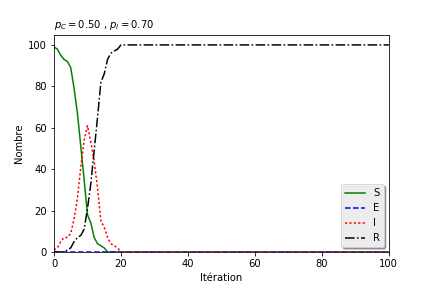 p_C = 0.50 , p_I = 0.70
100
80
60
40
20
0
Nombre
S
E
I
R
0 20 40 60 80 100
Itération